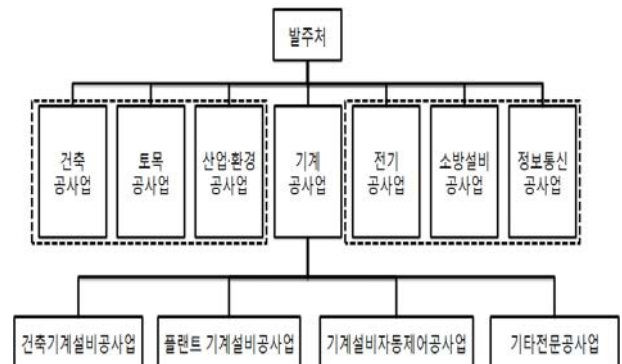 발주처
건축
공사업
토목
공사업
산업·환경
공사업
기계
공사업
전기
공사업
소방설비
공사업
정보통신
공사업
건축기계설비공사업
플랜트 기계설비공사업
기계설비자동제어공사업
기타전문공사업